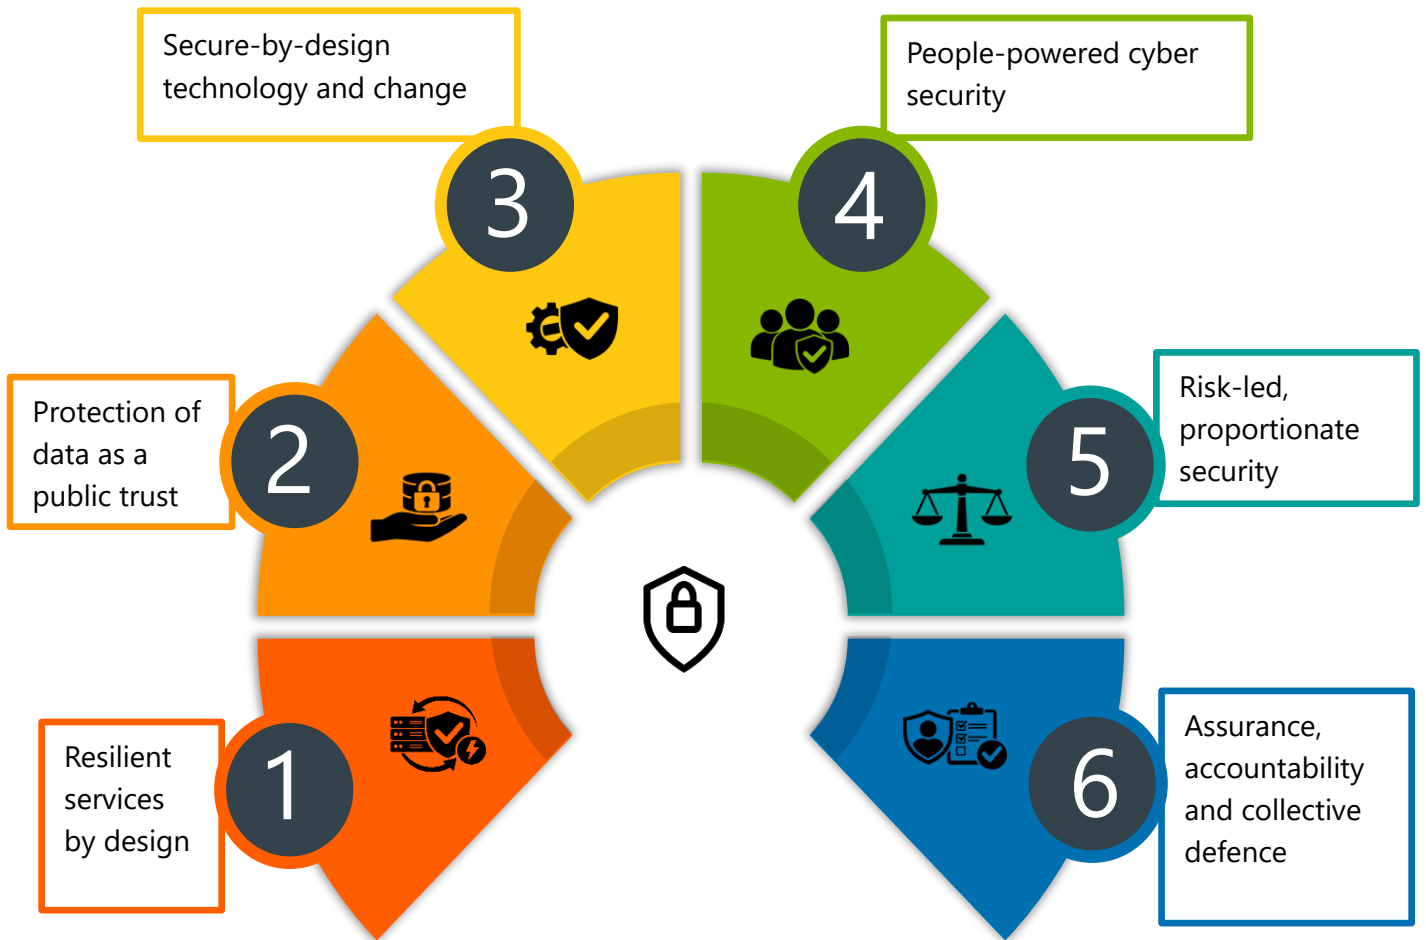 1
Resilient
services
by design
2
Protection of
data as a
public trust
3
Secure-by-design
technology and change
4
People-powered cyber
security
5
Risk-led,
proportionate
security
6
Assurance,
accountability
and collective
defence